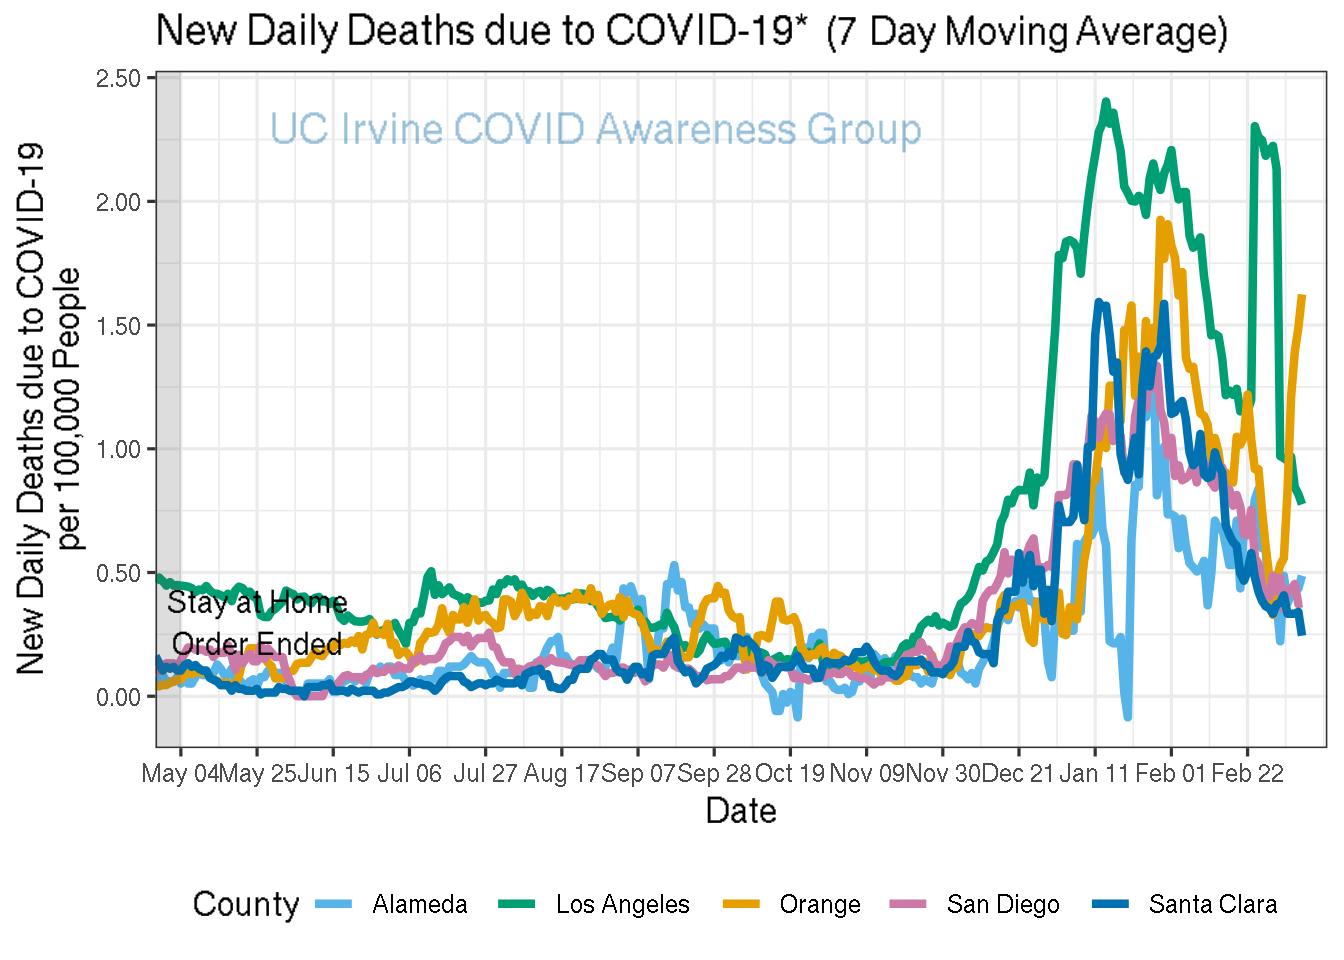 New Daily Deaths due to COVID-19* (7 Day Moving Average)
UC Irvine COVID Awareness Group
New Daily Deaths due to COVID-19
per 100,000 People
2.50
2.00
1.50
1.00
0.50
0.00
Stay at Home
Order Ended
May 04 May 25 Jun 15 Jul 06 Jul 27 Aug 17 Sep 07 Sep 28 Oct 19 Nov 09 Nov 30 Dec 21 Jan 11 Feb 01 Feb 22
Date
County Alameda Los Angeles Orange San Diego Santa Clara